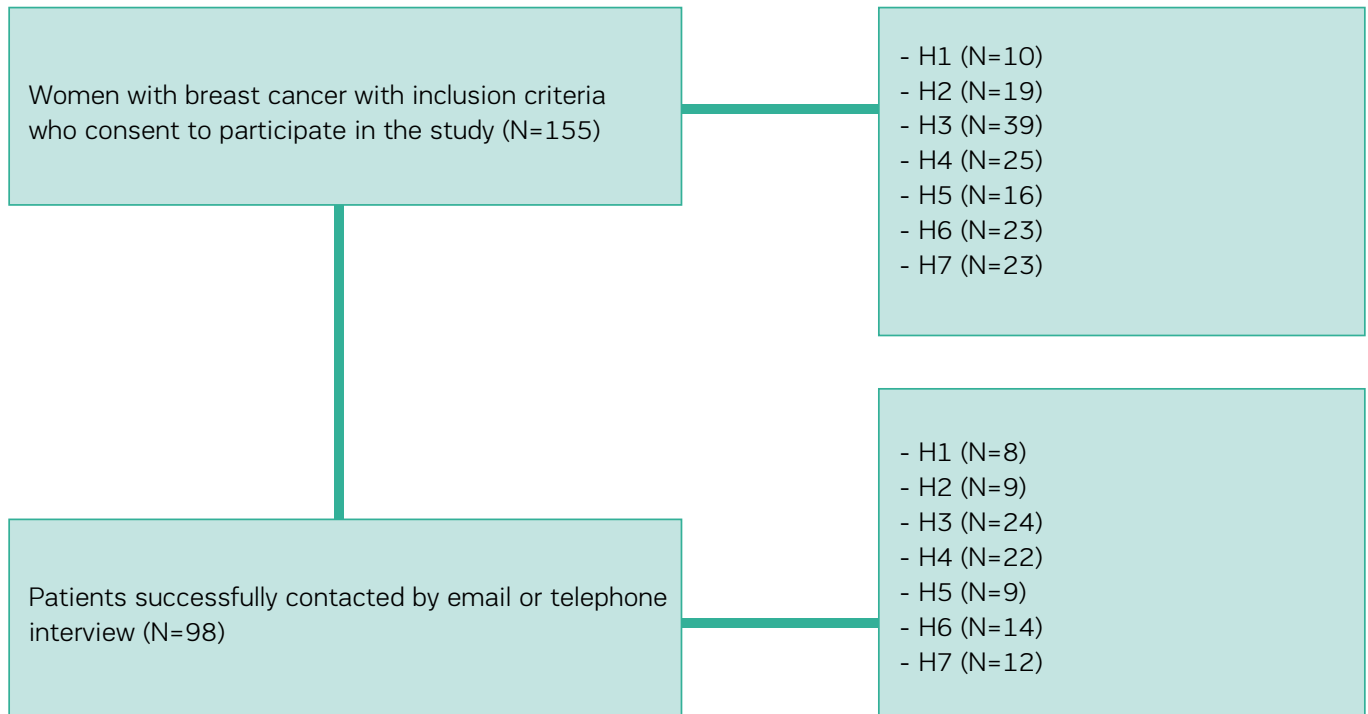 Women with breast cancer with inclusion criteria
who consent to participate in the study (N=155)
- H1 (N=10)
- H2 (N=19)
- H3 (N=39)
- H4 (N=25)
- H5 (N=16)
- H6 (N=23)
- H7 (N=23)
Patients successfully contacted by email or telephone
interview (N=98)
- H1 (N=8)
- H2 (N=9)
- H3 (N=24)
- H4 (N=22)
- H5 (N=9)
- H6 (N=14)
- H7 (N=12)